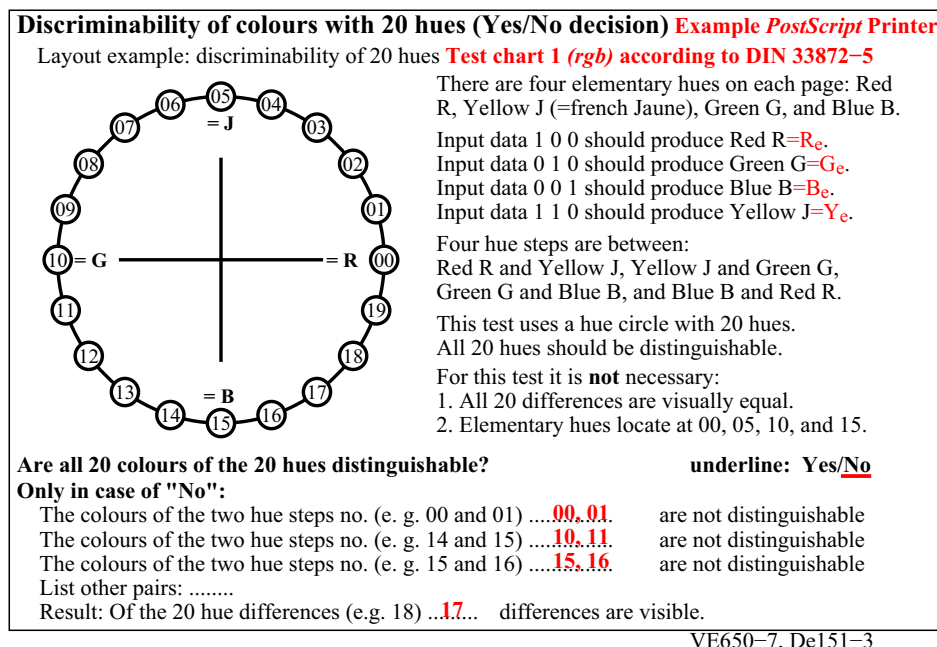 Discriminability of colours with 20 hues (Yes/No decision) Example PostScript Printer
Layout example: discriminability of 20 hues Test chart 1 (rgb) according to DIN 33872−5
05
06
04
= J
07
03
08
02
09
01
10
= G
= R
00
11
19
12
18
13
17
= B
14
16
15
There are four elementary hues on each page: Red
R, Yellow J (=french Jaune), Green G, and Blue B.
Input data 1 0 0 should produce Red R=Re.
Input data 0 1 0 should produce Green G=Ge.
Input data 0 0 1 should produce Blue B=Be.
Input data 1 1 0 should produce Yellow J=Ye.
Four hue steps are between:
Red R and Yellow J, Yellow J and Green G,
Green G and Blue B, and Blue B and Red R.
This test uses a hue circle with 20 hues.
All 20 hues should be distinguishable.
For this test it is not necessary:
1. All 20 differences are visually equal.
2. Elementary hues locate at 00, 05, 10, and 15.
Are all 20 colours of the 20 hues distinguishable? underline: Yes/No
Only in case of "No":
The colours of the two hue steps no. (e. g. 00 and 01) ....00, 01 are not distinguishable
The colours of the two hue steps no. (e. g. 14 and 15) ....10, 11 are not distinguishable
The colours of the two hue steps no. (e. g. 15 and 16) ....15, 16 are not distinguishable
List other pairs: ........
Result: Of the 20 hue differences (e.g. 18) ..17.. differences are visible.
VE650−7, De151−3